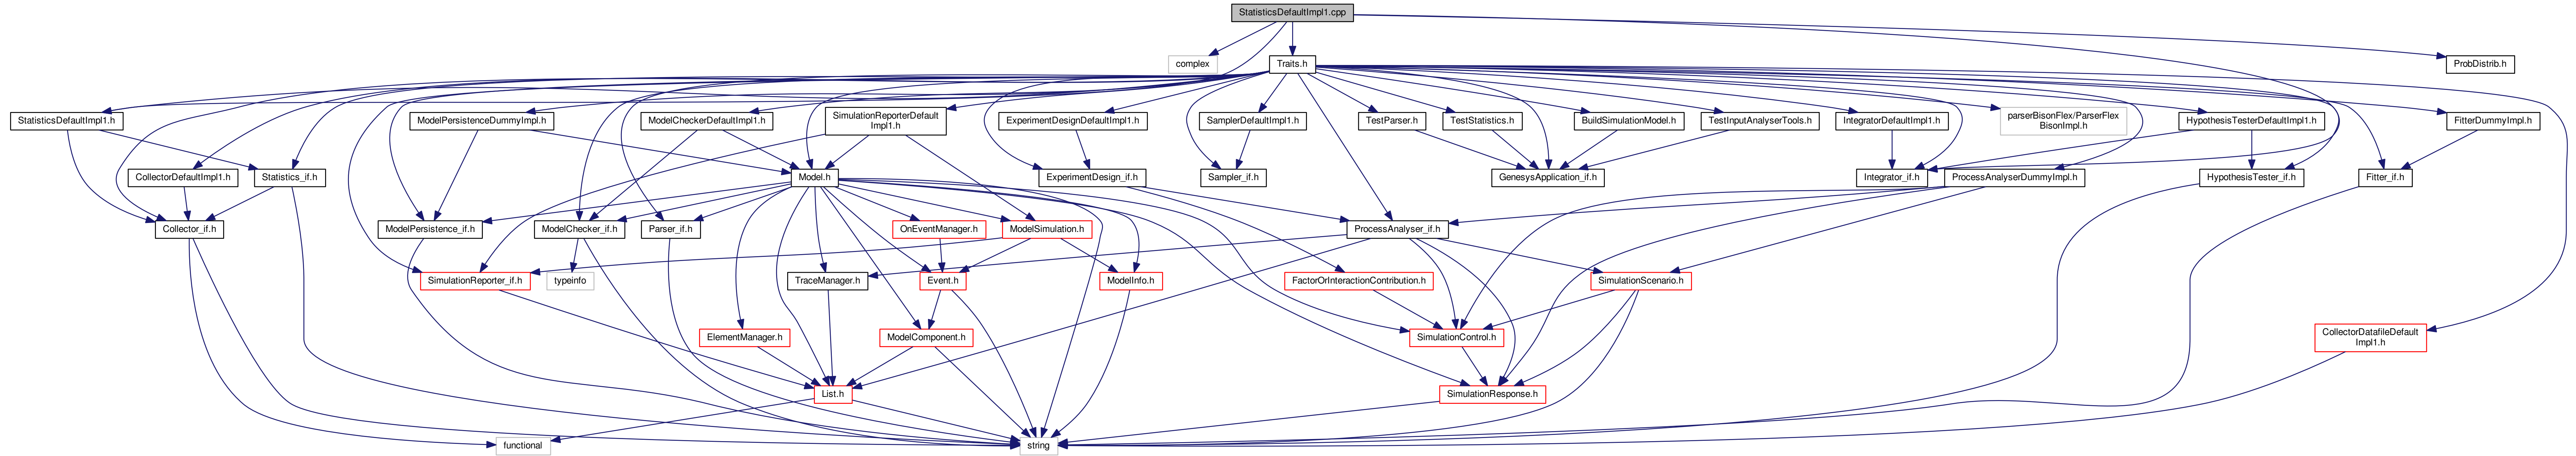 StatisticsDefaultImpl1.cpp
complex
Traits.h
ProbDistrib.h
StatisticsDefaultImpl1.h
ModelPersistenceDummyImpl.h
ModelCheckerDefaultImpl1.h
SimulationReporterDefault
Impl1.h
ExperimentDesignDefaultImpl1.h
SamplerDefaultImpl1.h
TestParser.h
TestStatistics.h
BuildSimulationModel.h
TestInputAnalyserTools.h
IntegratorDefaultImpl1.h
parserBisonFlex/ParserFlex
BisonImpl.h
HypothesisTesterDefaultImpl1.h
FitterDummyImpl.h
CollectorDefaultImpl1.h
Statistics_if.h
Model.h
ExperimentDesign_if.h
Sampler_if.h
GenesysApplication_if.h
Integrator_if.h
ProcessAnalyserDummyImpl.h
HypothesisTester_if.h
Fitter_if.h
Collector_if.h
ModelPersistence_if.h
ModelChecker_if.h
Parser_if.h
OnEventManager.h
ModelSimulation.h
ProcessAnalyser_if.h
SimulationReporter_if.h
typeinfo
TraceManager.h
Event.h
ModelInfo.h
FactorOrInteractionContribution.h
SimulationScenario.h
ElementManager.h
ModelComponent.h
SimulationControl.h
CollectorDatafileDefault
Impl1.h
List.h
SimulationResponse.h
functional
string